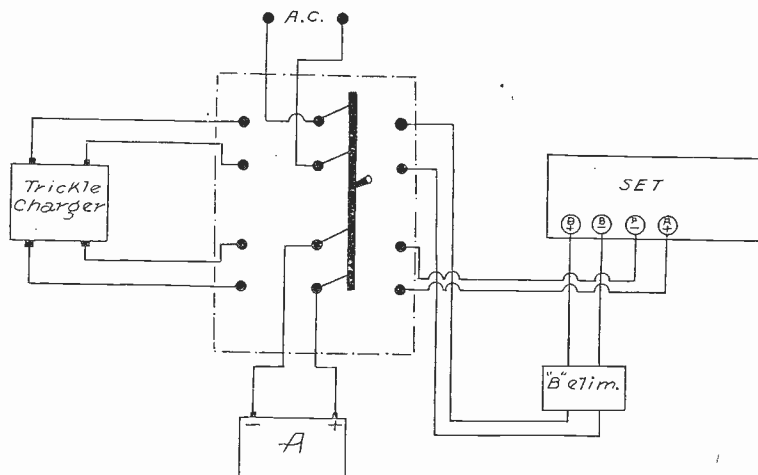 A.C.
Trickle
Charger
SET
B+
B-
A-
A+
"B" elim.
-
+
A